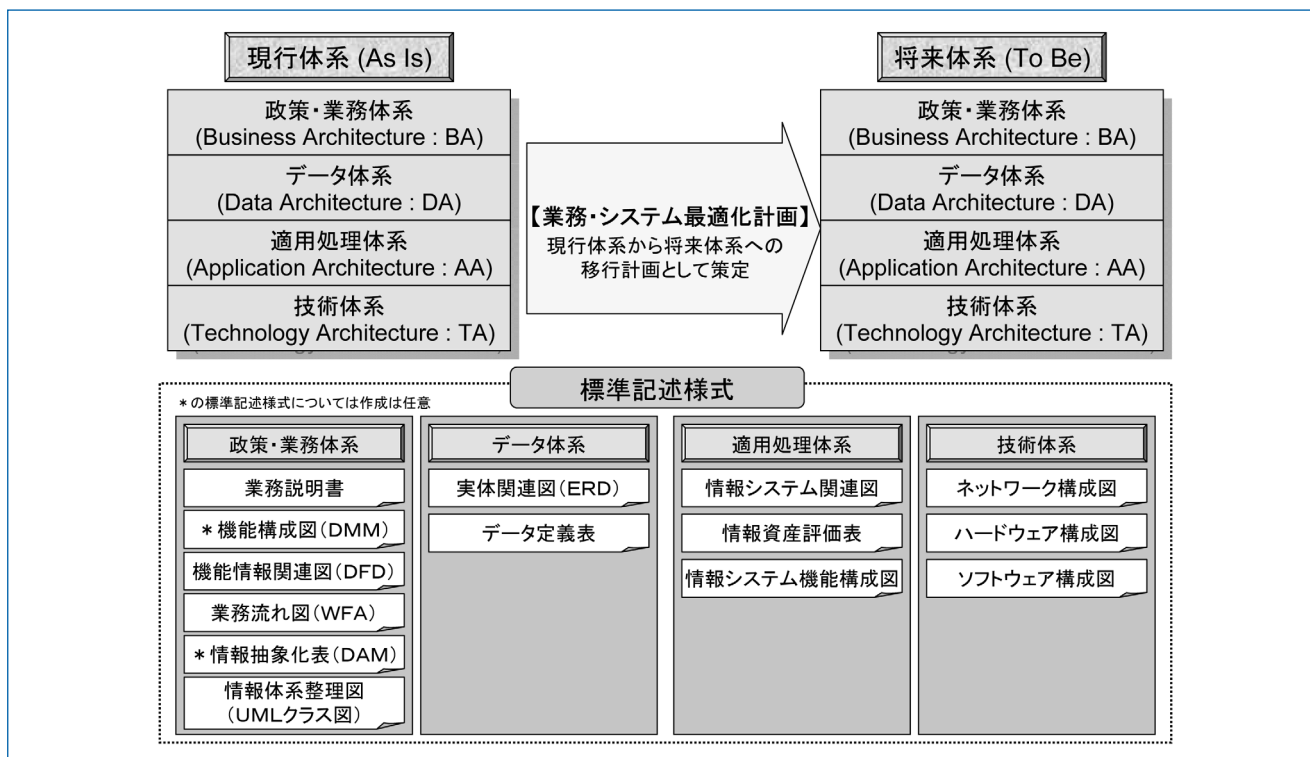 現行体系 (As Is)
政策・業務体系
(Business Architecture : BA)
データ体系
(Data Architecture : DA)
適用処理体系
(Application Architecture : AA)
技術体系
(Technology Architecture : TA)
【業務・システム最適化計画】
現行体系から将来体系への
移行計画として策定
将来体系 (To Be)
政策・業務体系
(Business Architecture : BA)
データ体系
(Data Architecture : DA)
適用処理体系
(Application Architecture : AA)
技術体系
(Technology Architecture : TA)
標準記述様式
＊の標準記述様式については作成は任意
政策・業務体系
業務説明書
＊機能構成図(DMM)
機能情報関連図(DFD)
業務流れ図(WFA)
＊情報抽象化表(DAM)
情報体系整理図
(UMLクラス図)
データ体系
実体関連図(ERD)
データ定義表
適用処理体系
情報システム関連図
情報資産評価表
情報システム機能構成図
技術体系
ネットワーク構成図
ハードウェア構成図
ソフトウェア構成図